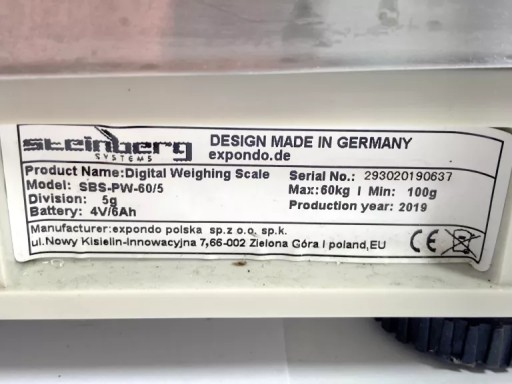 steinberg
SYSTEMS
DESIGN MADE IN GERMANY
expondo.de
Product Name:Digital Weighing Scale
Model: SBS-PW-60/5
Division: 5g
Battery: 4V/6Ah
Serial No.: 293020190637
Max:60kg I Min: 100g
Production year: 2019
Manufacturer:expondo polska sp.z o.o. sp.k.
ul.Nowy Kisielin-Innowacyjna 7,66-002 Zielona Góra I poland,EU
CE